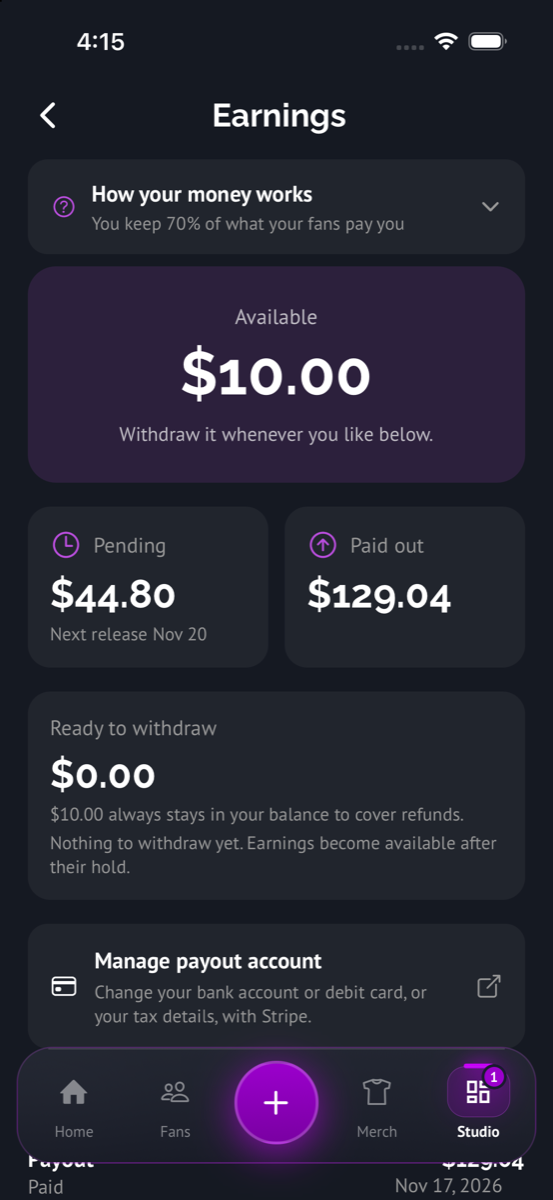 4:15
Earnings
How your money works
You keep 70% of what your fans pay you
Available
$10.00
Withdraw it whenever you like below.
Pending
$44.80
Next release Nov 20
Paid out
$129.04
Ready to withdraw
$0.00
$10.00 always stays in your balance to cover refunds.
Nothing to withdraw yet. Earnings become available after
their hold.
Manage payout account
Change your bank account or debit card, or
your tax details, with Stripe.
1
Home
Fans
Merch
Studio
Payout
$129.04
Paid
Nov 17, 2026